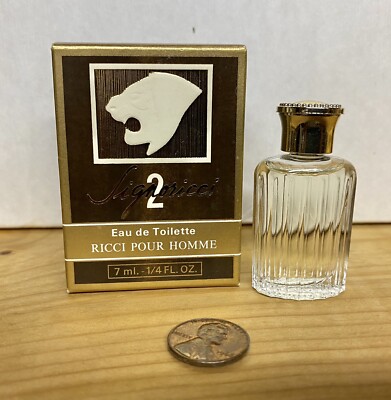 Signoricci
2
Eau de Toilette
RICCI POUR HOMME
7 ml. - 1/4 FL. OZ.